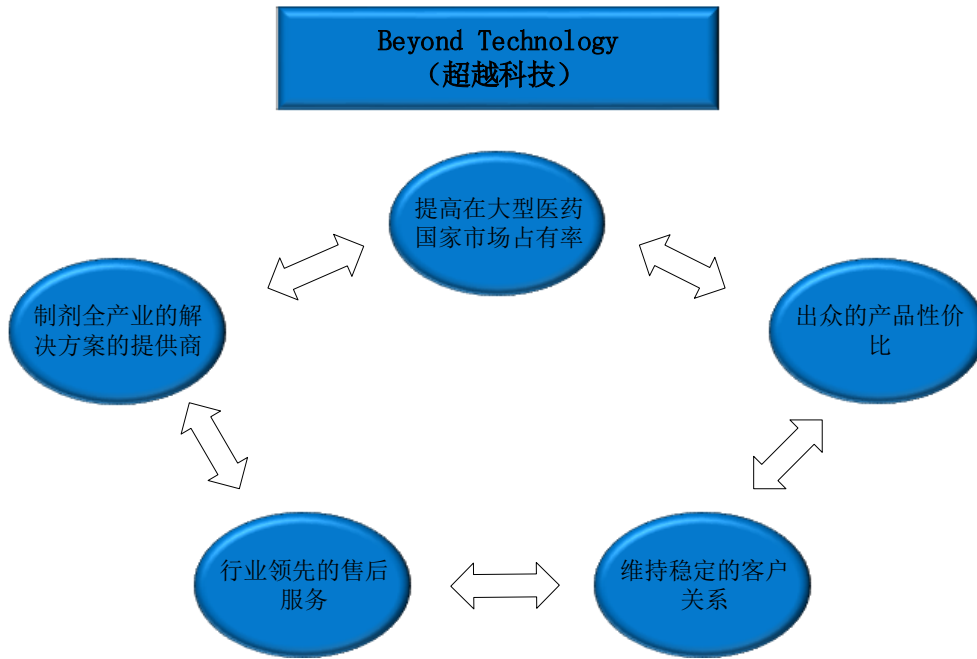 Beyond Technology
（超越科技）
提高在大型医药
国家市场占有率
制剂全产业的解
决方案的提供商
出众的产品性价
比
行业领先的售后
服务
维持稳定的客户
关系